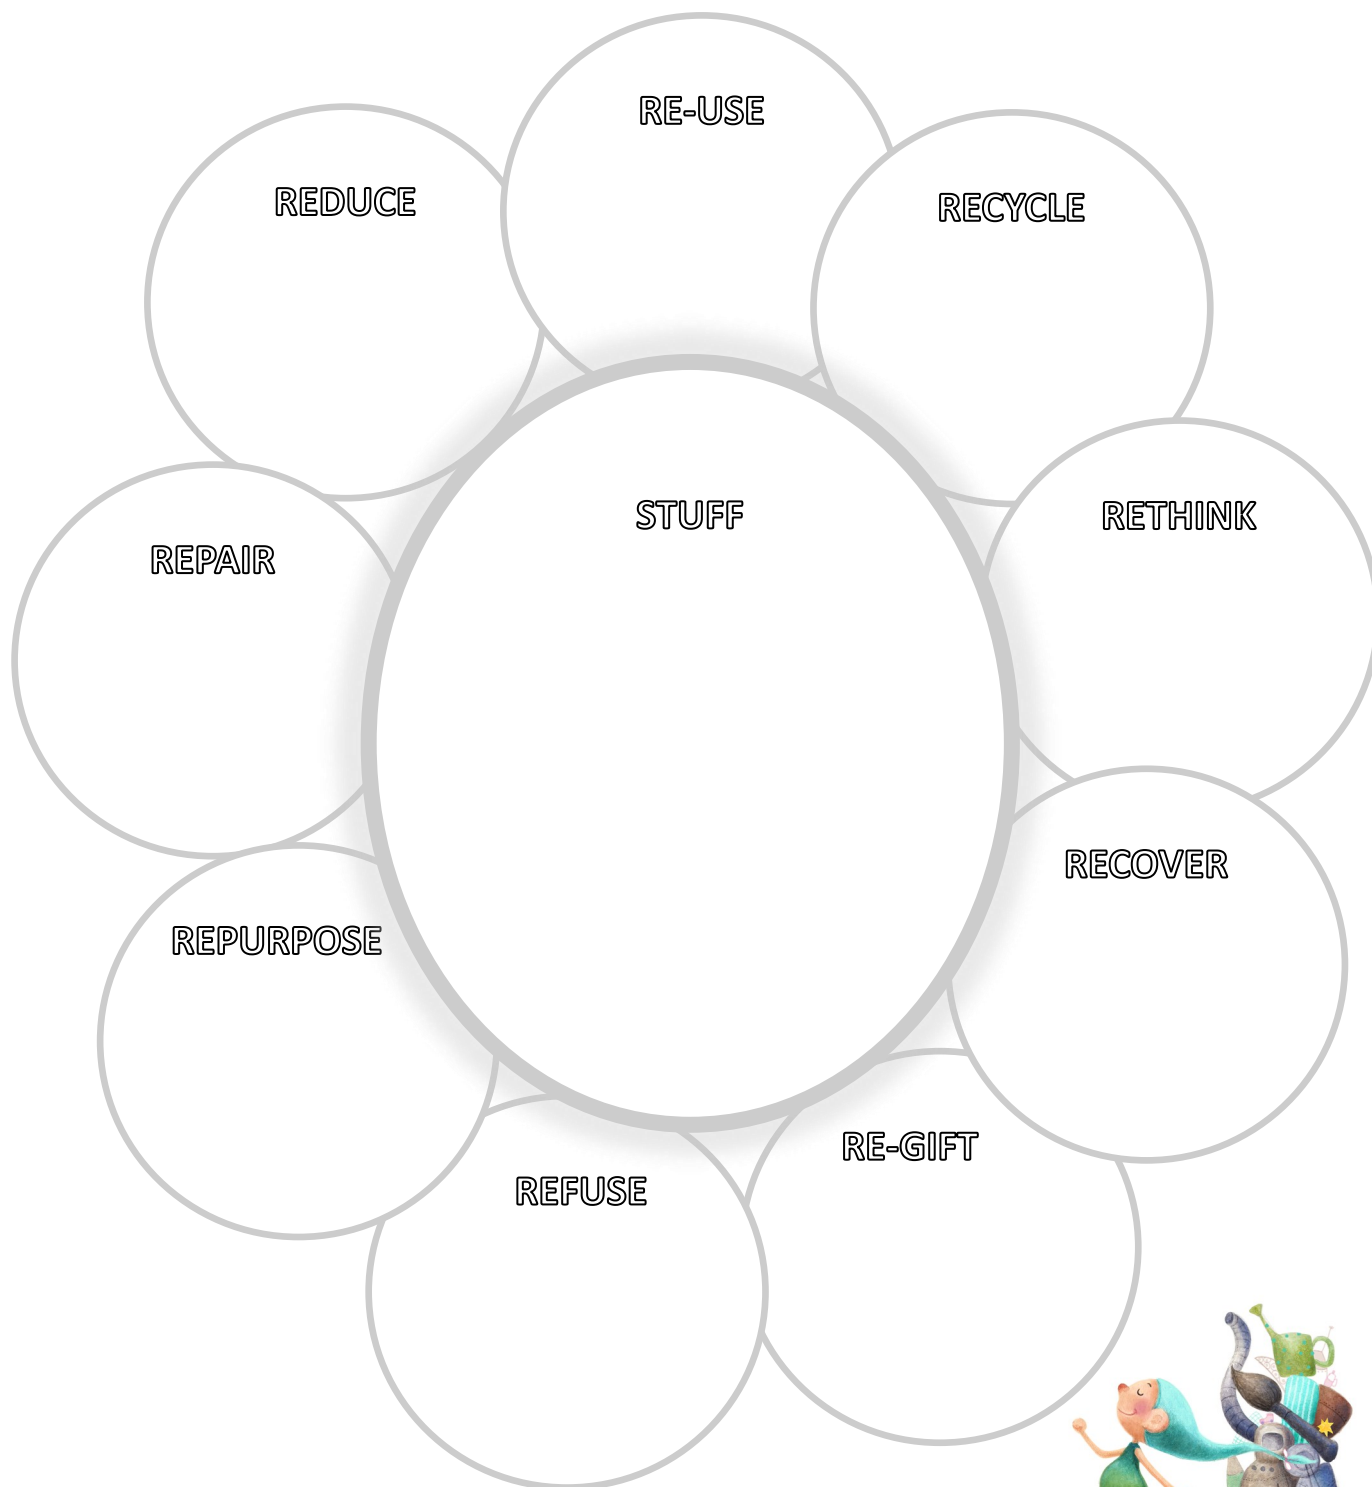 RE-USE
REDUCE
RECYCLE
STUFF
RETHINK
REPAIR
RECOVER
REPURPOSE
RE-GIFT
REFUSE